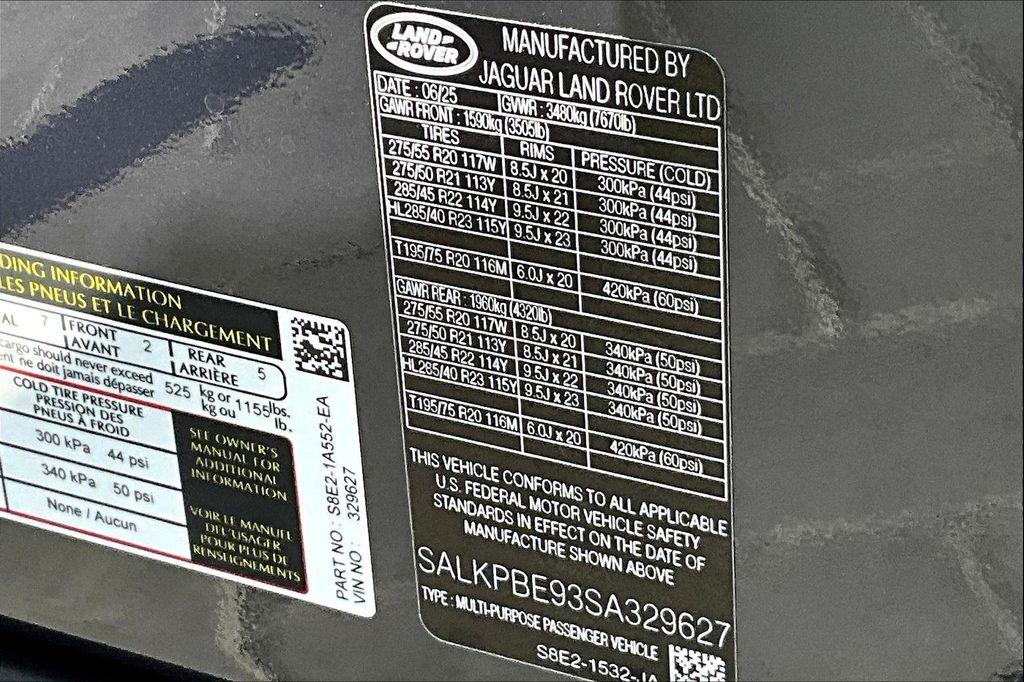 LAND
ROVER
MANUFACTURED BY
JAGUAR LAND ROVER LTD
DATE : 06/25 GVWR : 3480kg (7670lb)
GAWR FRONT : 1590kg (3505lb)
TIRES RIMS PRESSURE (COLD)
275/55 R20 117W 8.5J x 20 300kPa (44psi)
275/50 R21 113Y 8.5J x 21 300kPa (44psi)
285/45 R22 114Y 9.5J x 22 300kPa (44psi)
HL285/40 R23 115Y 9.5J x 23 300kPa (44psi)
T195/75 R20 116M 6.0J x 20 420kPa (60psi)
GAWR REAR : 1960kg (4320lb)
275/55 R20 117W 8.5J x 20 340kPa (50psi)
275/50 R21 113Y 8.5J x 21 340kPa (50psi)
285/45 R22 114Y 9.5J x 22 340kPa (50psi)
HL285/40 R23 115Y 9.5J x 23 340kPa (50psi)
T195/75 R20 116M 6.0J x 20 420kPa (60psi)
THIS VEHICLE CONFORMS TO ALL APPLICABLE
U.S. FEDERAL MOTOR VEHICLE SAFETY
STANDARDS IN EFFECT ON THE DATE OF
MANUFACTURE SHOWN ABOVE
SALKPBE93SA329627
TYPE : MULTI-PURPOSE PASSENGER VEHICLE
S8E2-1532-JA
DING INFORMATION
LES PNEUS ET LE CHARGEMENT
AL 7 FRONT 2 REAR 5
AVANT ARRIÈRE
cargo should never exceed 525 kg or 1155 lbs.
ent ne doit jamais dépasser kg ou lb.
COLD TIRE PRESSURE
PRESSION DES
PNEUS À FROID
300 kPa 44 psi
340 kPa 50 psi
None / Aucun
SEE OWNER'S
MANUAL FOR
ADDITIONAL
INFORMATION
VOIR LE MANUEL
DE L'USAGER
POUR PLUS DE
RENSEIGNEMENTS
PART NO : S8E2-1A552-EA
VIN NO : 329627